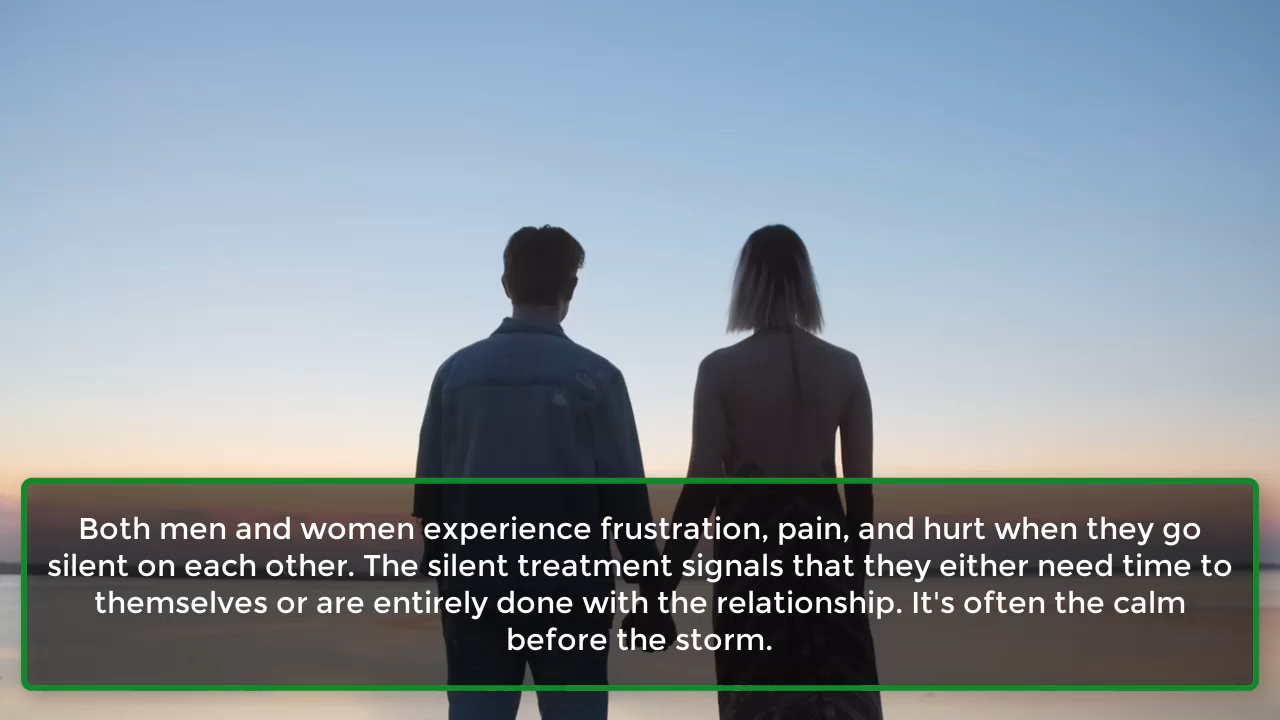 Both men and women experience frustration, pain, and hurt when they go
silent on each other. The silent treatment signals that they either need time to
themselves or are entirely done with the relationship. It's often the calm
before the storm.